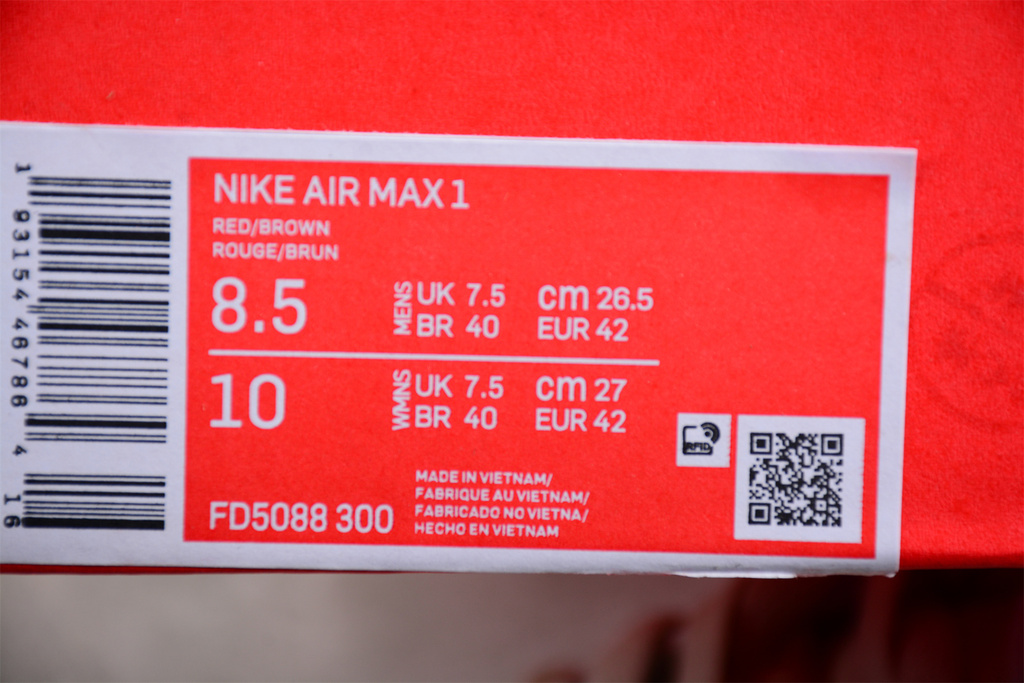 NIKE AIR MAX 1
RED/BROWN
ROUGE/BRUN
8.5 MENS UK 7.5 cm 26.5
BR 40 EUR 42
10 WMNS UK 7.5 cm 27
BR 40 EUR 42
RFID
MADE IN VIETNAM/
FABRIQUE AU VIETNAM/
FABRICADO NO VIETNA/
HECHO EN VIETNAM
FD5088 300
1 93154 48786 4 16